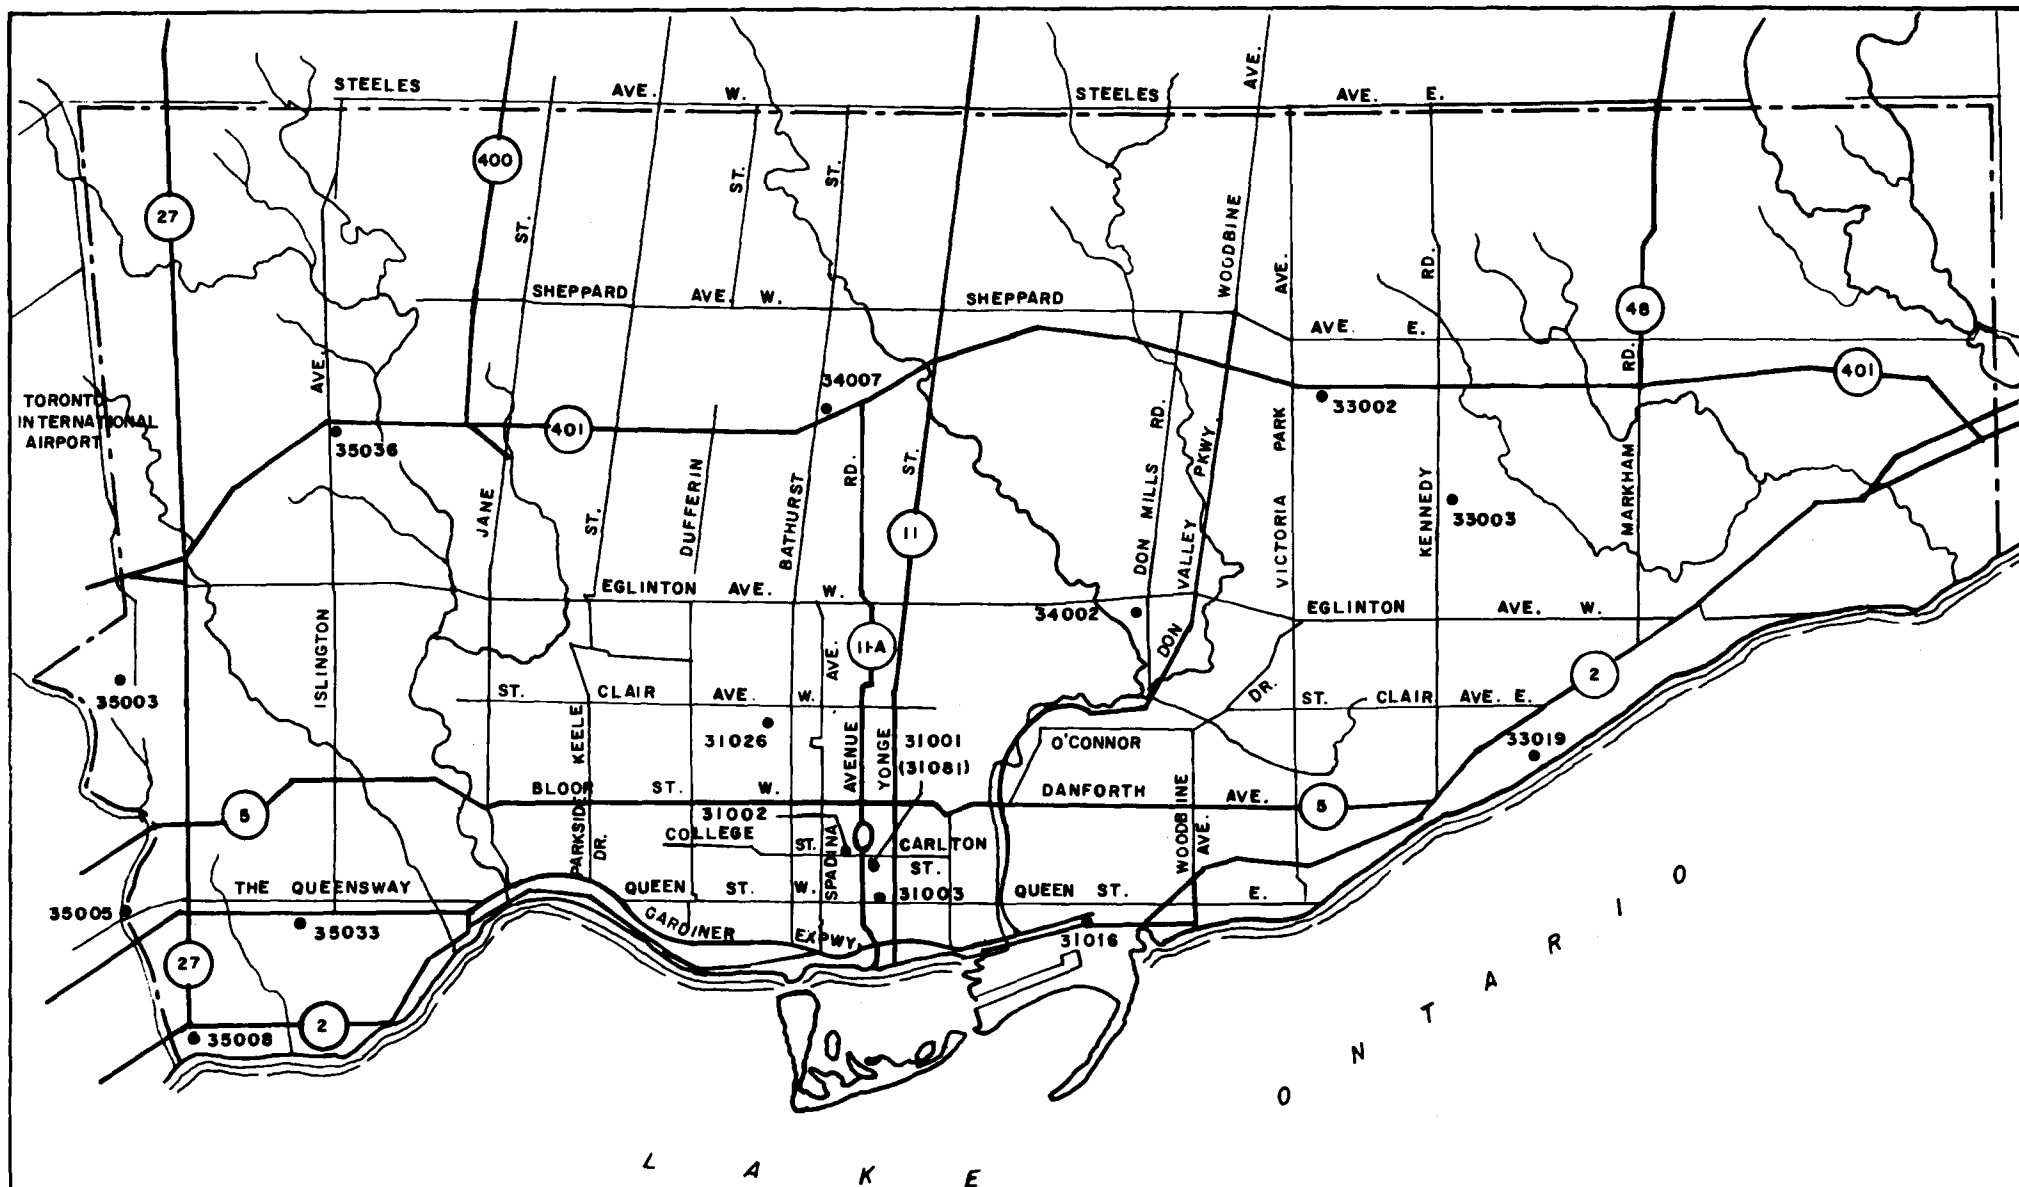 STEELES AVE. W. STEELES AVE. E.
AVE.
400
27
ST.
ST.
ST.
WOODBINE
AVE.
RD.
SHEPPARD AVE. W. SHEPPARD AVE. E.
48
RD.
401
TORONTO
INTERNATIONAL
AIRPORT
AVE.
34007
33002
35036
401
RD.
ST.
RD.
PKWY.
PARK
JANE
ST.
DUFFERIN
BATHURST
11
DON MILLS
VALLEY
VICTORIA
KENNEDY
33003
MARKHAM
EGLINTON AVE. W. EGLINTON AVE. W.
34002
ISLINGTON
AVE.
11-A
DON
2
35003
ST. CLAIR AVE. W. DR. ST. CLAIR AVE. E.
KEELE
31026
AVENUE
YONGE
31001
(31081)
O'CONNOR
33019
BLOOR ST. W. DANFORTH AVE.
5
5
31002
COLLEGE ST. CARLTON
ST.
PARKSIDE
DR.
SPADINA
WOODBINE
AVE.
THE QUEENSWAY QUEEN ST. W. 31003 QUEEN ST. E.
35005
35033
GARDINER EXPWY.
31016
27
35008
2
LAKE ONTARIO